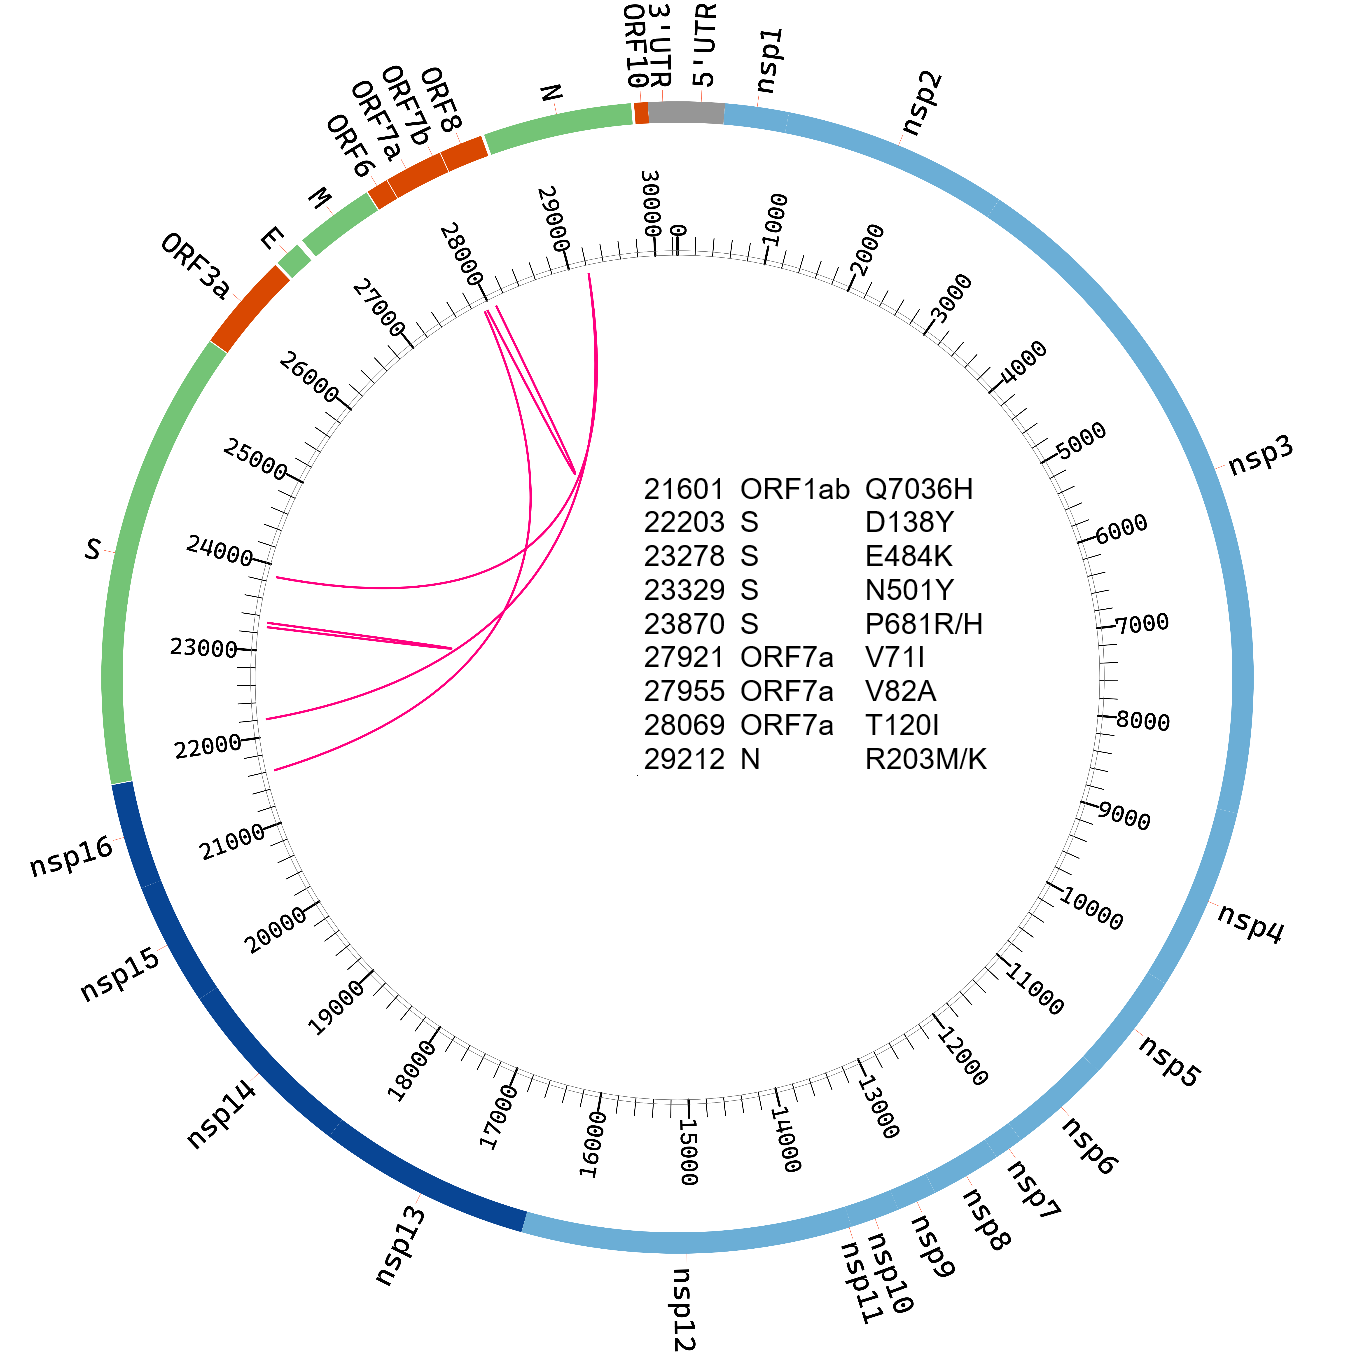 5'UTR
nsp1
nsp2
nsp3
nsp4
nsp5
nsp6
nsp7
nsp8
nsp9
nsp10
nsp11
nsp12
nsp13
nsp14
nsp15
nsp16
S
ORF3a
E
M
ORF6
ORF7a
ORF7b
ORF8
N
ORF10
3'UTR
0
1000
2000
3000
4000
5000
6000
7000
8000
9000
10000
11000
12000
13000
14000
15000
16000
17000
18000
19000
20000
21000
22000
23000
24000
25000
26000
27000
28000
29000
30000
21601 ORF1ab Q7036H
22203 S D138Y
23278 S E484K
23329 S N501Y
23870 S P681R/H
27921 ORF7a V71I
27955 ORF7a V82A
28069 ORF7a T120I
29212 N R203M/K